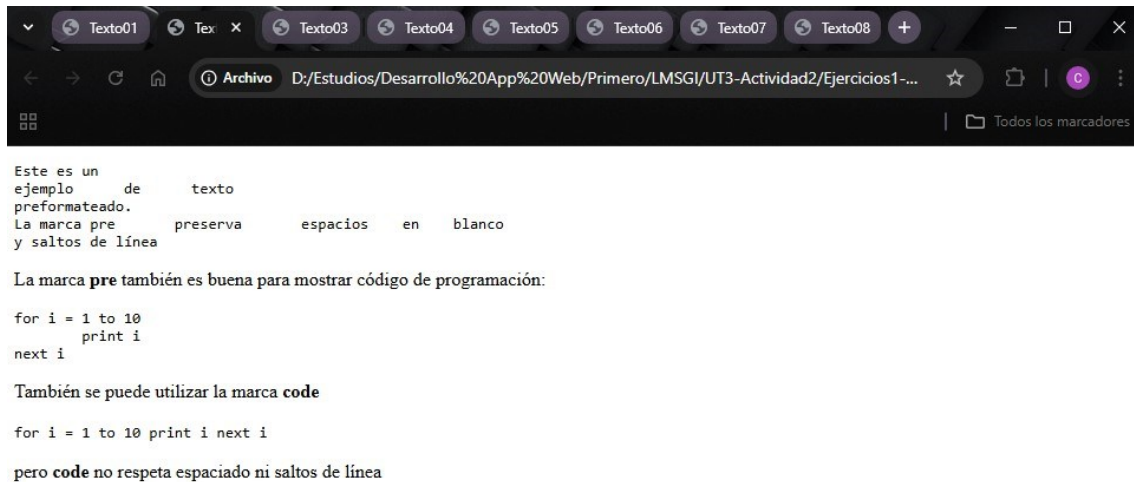 Texto01 Tex Texto03 Texto04 Texto05 Texto06 Texto07 Texto08
Archivo D:/Estudios/Desarrollo%20App%20Web/Primero/LMSGI/UT3-Actividad2/Ejercicios1-... C
Todos los marcadores
Este es un
ejemplo de texto
preformateado.
La marca pre preserva espacios en blanco
y saltos de línea
La marca pre también es buena para mostrar código de programación:
for i = 1 to 10
print i
next i
También se puede utilizar la marca code
for i = 1 to 10 print i next i
pero code no respeta espaciado ni saltos de línea